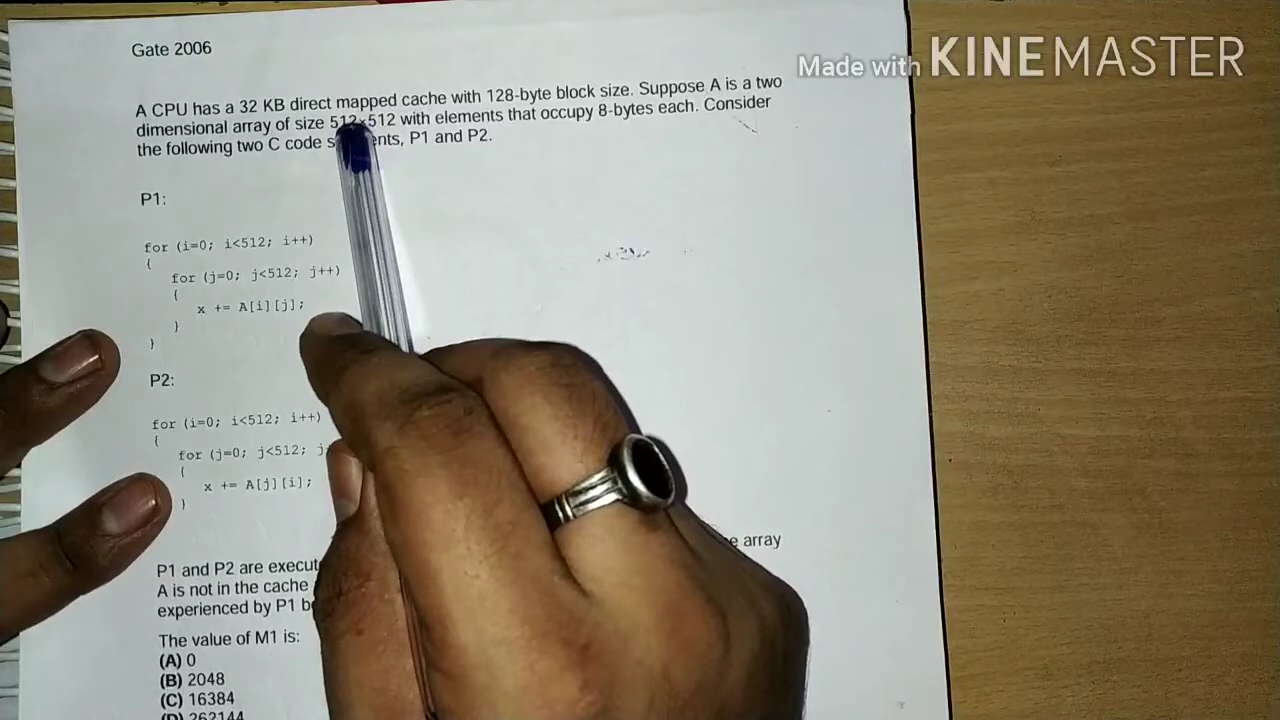 Gate 2006
Made with KINEMASTER
A CPU has a 32 KB direct mapped cache with 128-byte block size. Suppose A is a two
dimensional array of size 512×512 with elements that occupy 8-bytes each. Consider
the following two C code s ents, P1 and P2.
P1:
for (i=0; i<512; i++)
{
for (j=0; j<512; j++)
{
x += A[i][j];
}
}
P2:
for (i=0; i<512; i++)
{
for (j=0; j<512; j
{
x += A[j][i];
}
P1 and P2 are execut array
A is not in the cache
experienced by P1 b
The value of M1 is:
(A) 0
(B) 2048
(C) 16384
(D) 262144